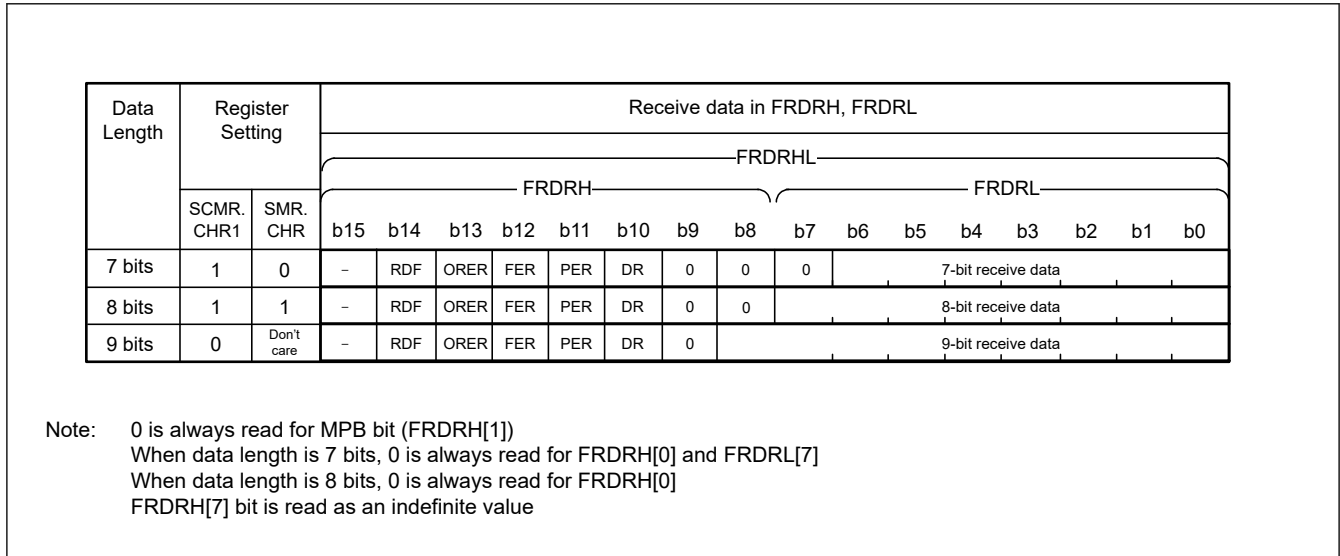 Data Length Register Setting Receive data in FRDRH, FRDRL
FRDRHL
FRDRH FRDRL
SCMR. CHR1 SMR. CHR b15 b14 b13 b12 b11 b10 b9 b8 b7 b6 b5 b4 b3 b2 b1 b0
7 bits 1 0 – RDF ORER FER PER DR 0 0 0 7-bit receive data
8 bits 1 1 – RDF ORER FER PER DR 0 0 8-bit receive data
9 bits 0 Don't care – RDF ORER FER PER DR 0 9-bit receive data
Note: 0 is always read for MPB bit (FRDRH[1])
When data length is 7 bits, 0 is always read for FRDRH[0] and FRDRL[7]
When data length is 8 bits, 0 is always read for FRDRH[0]
FRDRH[7] bit is read as an indefinite value